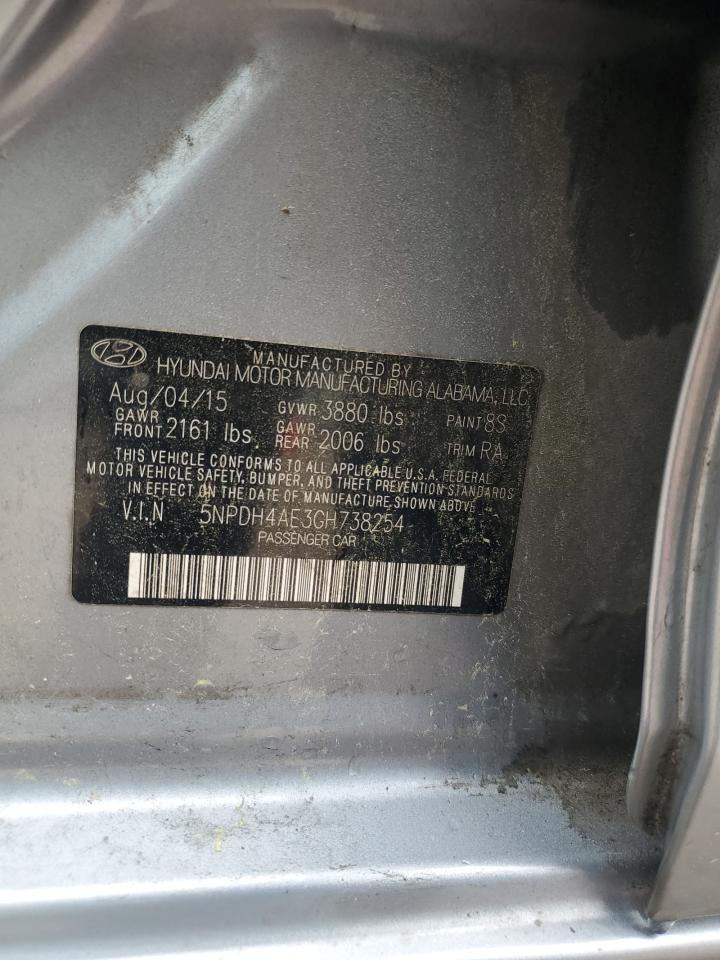 MANUFACTURED BY
HYUNDAI MOTOR MANUFACTURING ALABAMA, LLC
Aug/04/15 GVWR 3880 lbs PAINT 8S
GAWR FRONT 2161 lbs. GAWR REAR 2006 lbs TRIM RA
THIS VEHICLE CONFORMS TO ALL APPLICABLE U.S.A. FEDERAL
MOTOR VEHICLE SAFETY, BUMPER, AND THEFT PREVENTION STANDARDS
IN EFFECT ON THE DATE OF MANUFACTURE SHOWN ABOVE
V.I.N 5NPDH4AE3GH738254
PASSENGER CAR